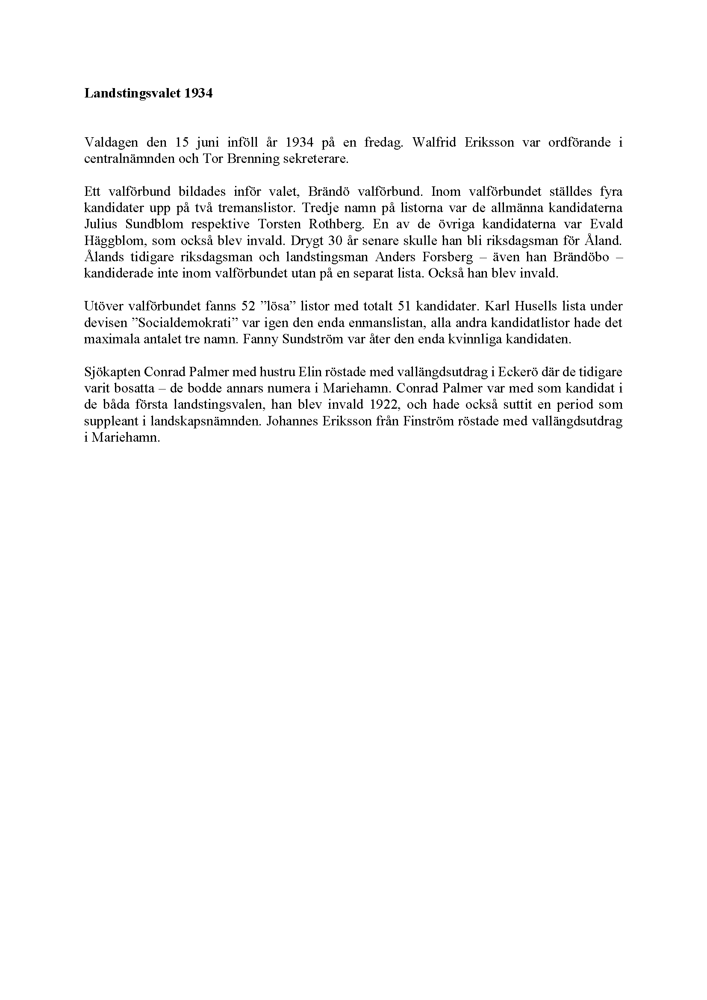 Landstingsvalet 1934
Valdagen den 15 juni inföll år 1934 på en fredag. Walfrid Eriksson var ordförande i
centralnämnden och Tor Brenning sekreterare.
Ett valförbund bildades inför valet, Brändö valförbund. Inom valförbundet ställdes fyra
kandidater upp på två tremanslistor. Tredje namn på listorna var de allmänna kandidaterna
Julius Sundblom respektive Torsten Rothberg. En av de övriga kandidaterna var Evald
Häggblom, som också blev invald. Drygt 30 år senare skulle han bli riksdagsman för Åland.
Ålands tidigare riksdagsman och landstingsman Anders Forsberg – även han Brändöbo –
kandiderade inte inom valförbundet utan på en separat lista. Också han blev invald.
Utöver valförbundet fanns 52 ”lösa” listor med totalt 51 kandidater. Karl Husells lista under
devisen ”Socialdemokrati” var igen den enda enmanslistan, alla andra kandidatlistor hade det
maximala antalet tre namn. Fanny Sundström var åter den enda kvinnliga kandidaten.
Sjökapten Conrad Palmer med hustru Elin röstade med vallängdsutdrag i Eckerö där de tidigare
varit bosatta – de bodde annars numera i Mariehamn. Conrad Palmer var med som kandidat i
de båda första landstingsvalen, han blev invald 1922, och hade också suttit en period som
suppleant i landskapsnämnden. Johannes Eriksson från Finström röstade med vallängdsutdrag
i Mariehamn.